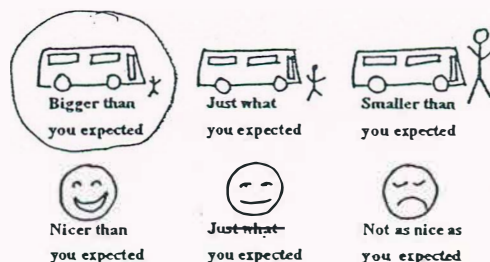 Bigger than Just what Smaller than
you expected you expected you expected
Nicer than Just what Not as nice as
you expected you expected you expected